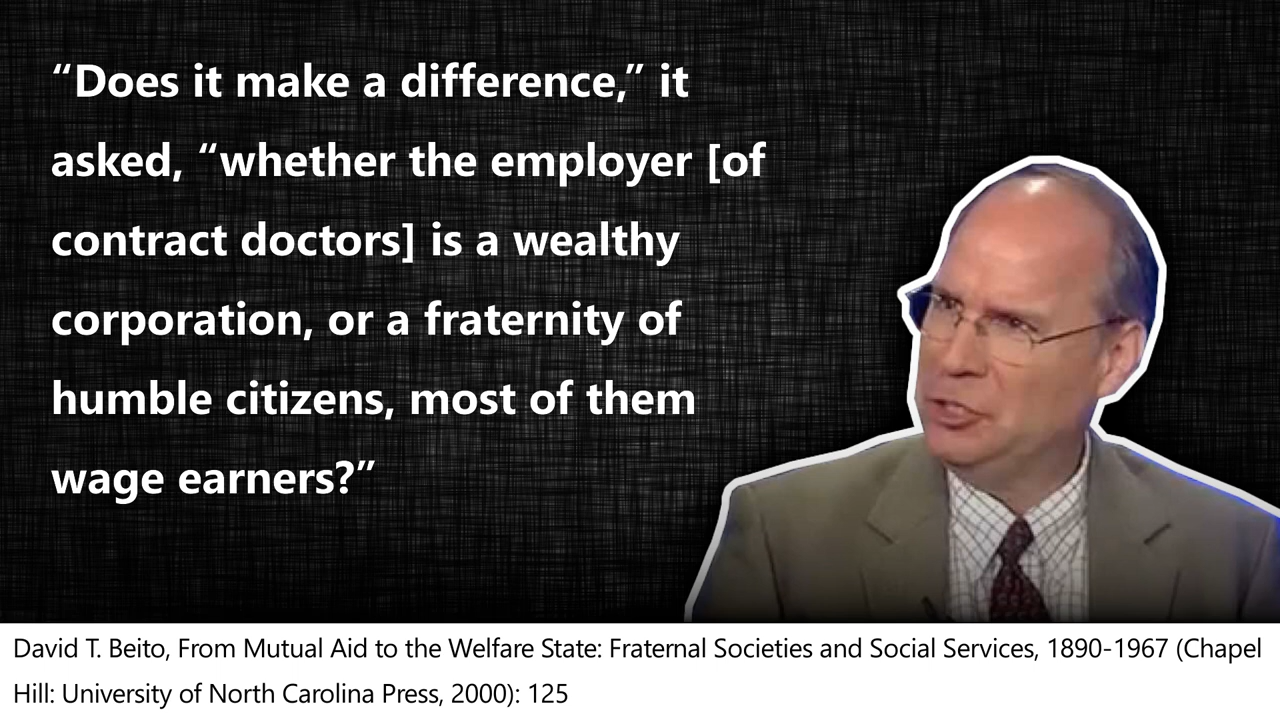 “Does it make a difference,” it
asked, “whether the employer [of
contract doctors] is a wealthy
corporation, or a fraternity of
humble citizens, most of them
wage earners?”
David T. Beito, From Mutual Aid to the Welfare State: Fraternal Societies and Social Services, 1890-1967 (Chapel
Hill: University of North Carolina Press, 2000): 125